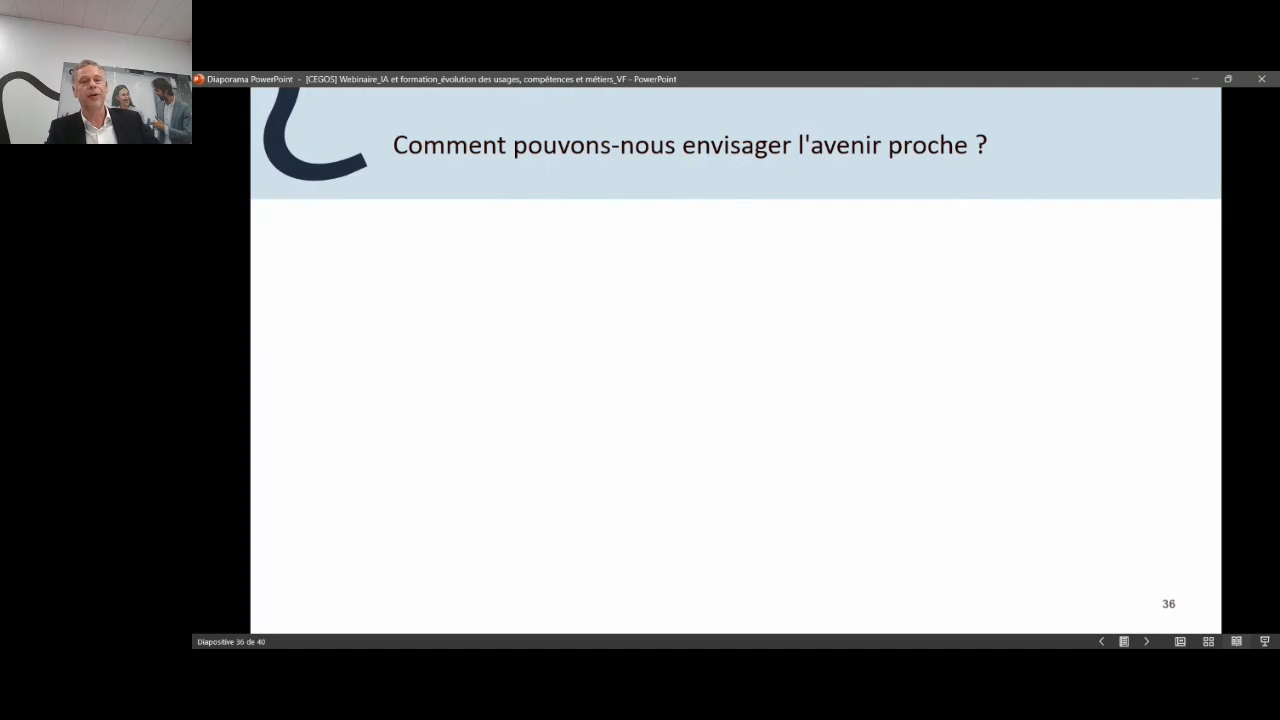 Diaporama PowerPoint - [CEGOS] Webinaire_IA et formation_évolution des usages, compétences et métiers_VF - PowerPoint
Comment pouvons-nous envisager l'avenir proche ?
36
Diapositive 36 de 40